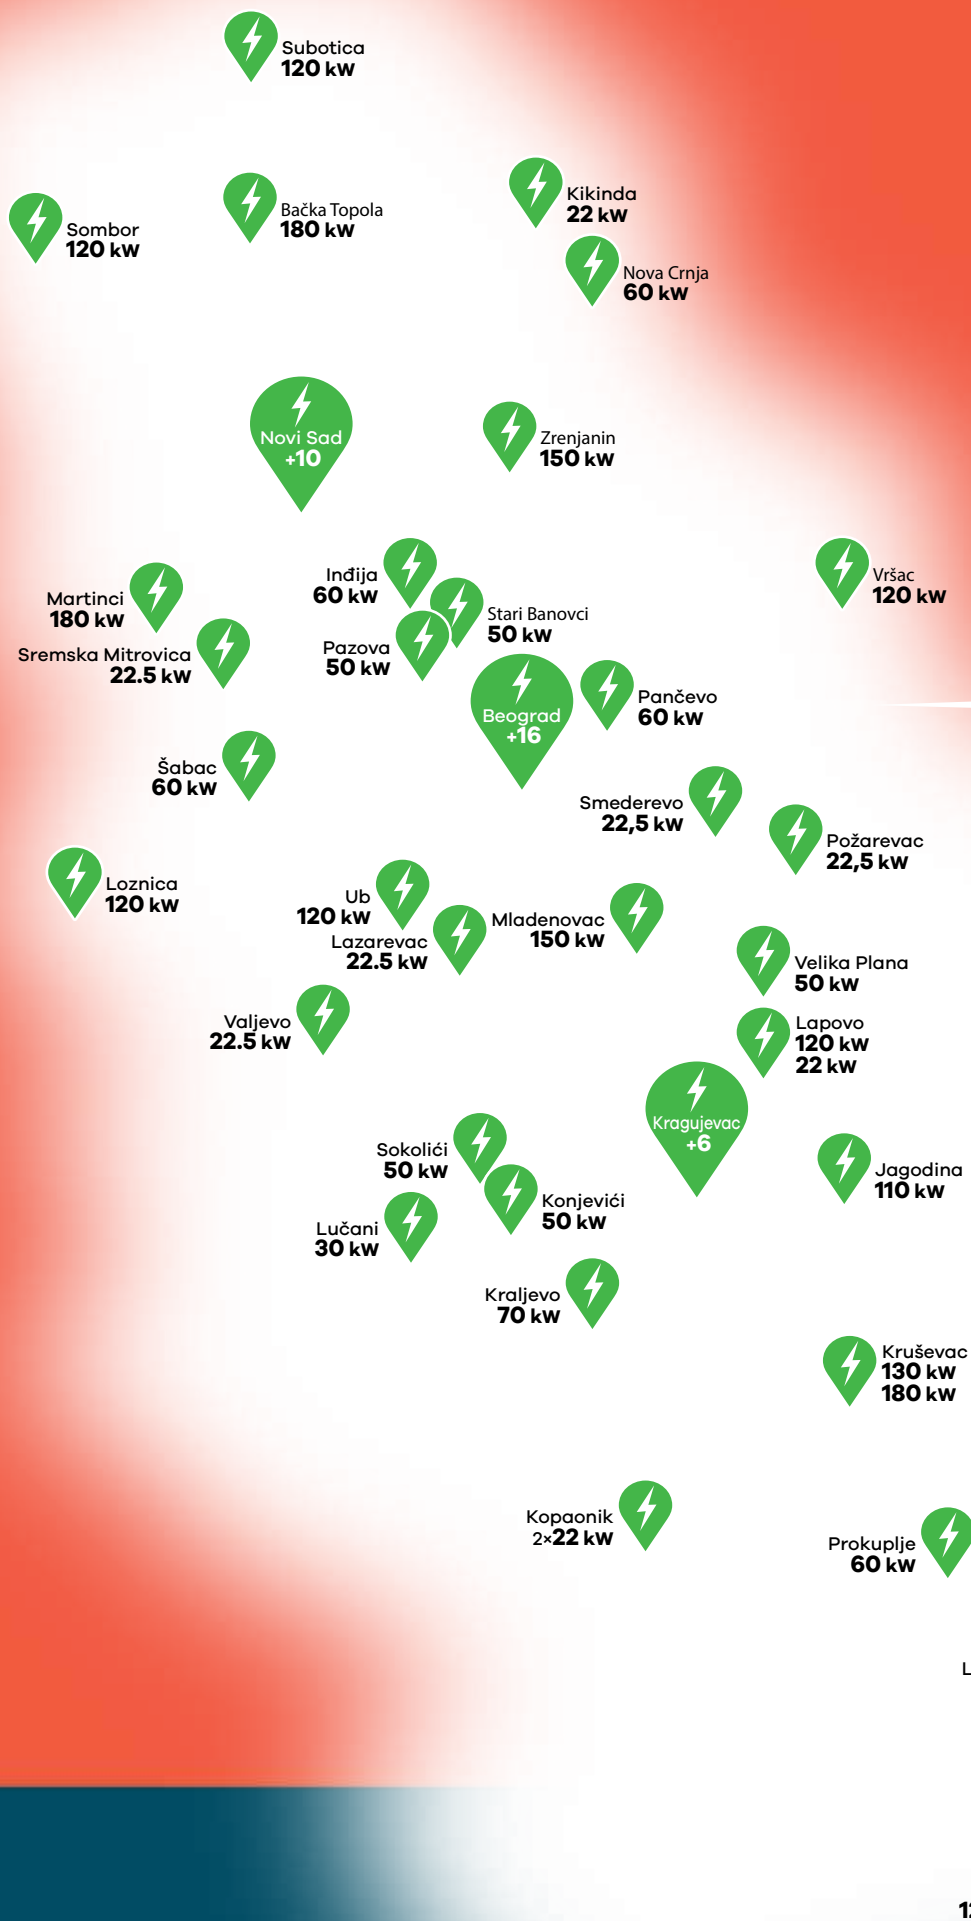 Subotica
120 kW
Kikinda
22 kW
Bačka Topola
180 kW
Sombor
120 kW
Nova Crnja
60 kW
Novi Sad
+10
Zrenjanin
150 kW
Inđija
60 kW
Vršac
120 kW
Martinci
180 kW
Stari Banovci
50 kW
Pazova
50 kW
Sremska Mitrovica
22.5 kW
Pančevo
60 kW
Beograd
+16
Šabac
60 kW
Smederevo
22,5 kW
Požarevac
22,5 kW
Loznica
120 kW
Ub
120 kW
Mladenovac
150 kW
Lazarevac
22.5 kW
Velika Plana
50 kW
Valjevo
22.5 kW
Lapovo
120 kW
22 kW
Kragujevac
+6
Sokolići
50 kW
Jagodina
110 kW
Konjevići
50 kW
Lučani
30 kW
Kraljevo
70 kW
Kruševac
130 kW
180 kW
Kopaonik
2×22 kW
Prokuplje
60 kW
L